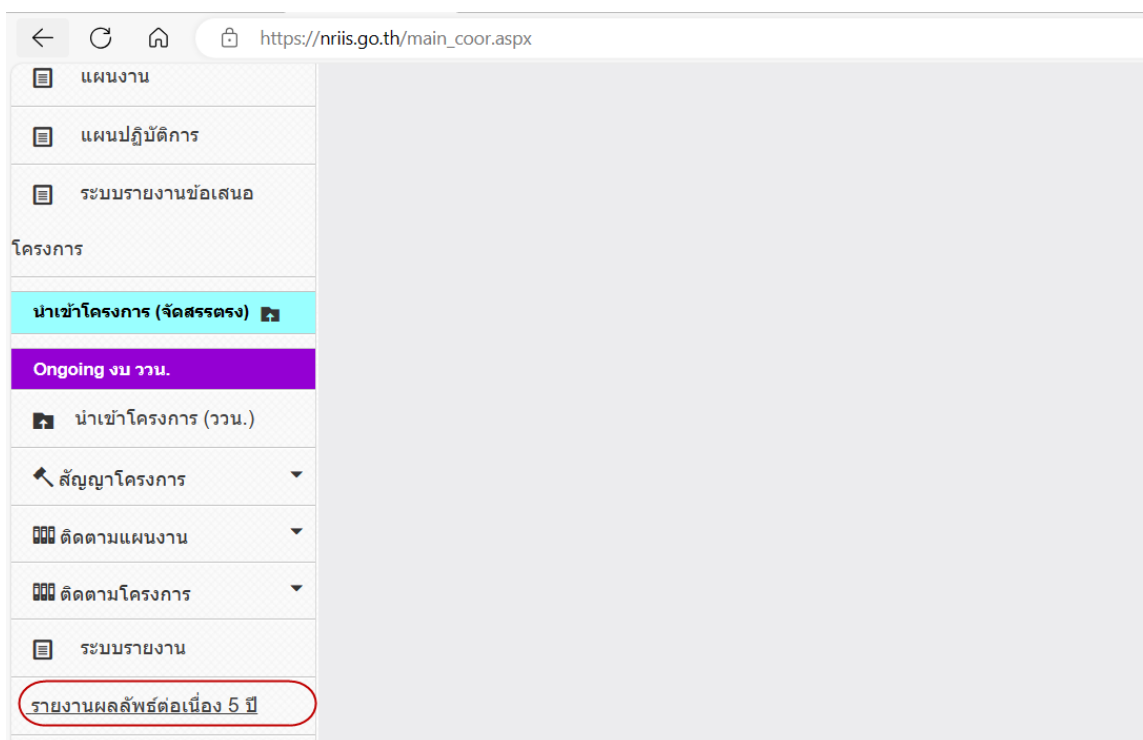 https://nriis.go.th/main_coor.aspx
แผนงาน
แผนปฏิบัติการ
ระบบรายงานข้อเสนอ
โครงการ
นำเข้าโครงการ (จัดสรรตรง)
Ongoing งบ ววน.
นำเข้าโครงการ (ววน.)
สัญญาโครงการ
ติดตามแผนงาน
ติดตามโครงการ
ระบบรายงาน
รายงานผลลัพธ์ต่อเนื่อง 5 ปี